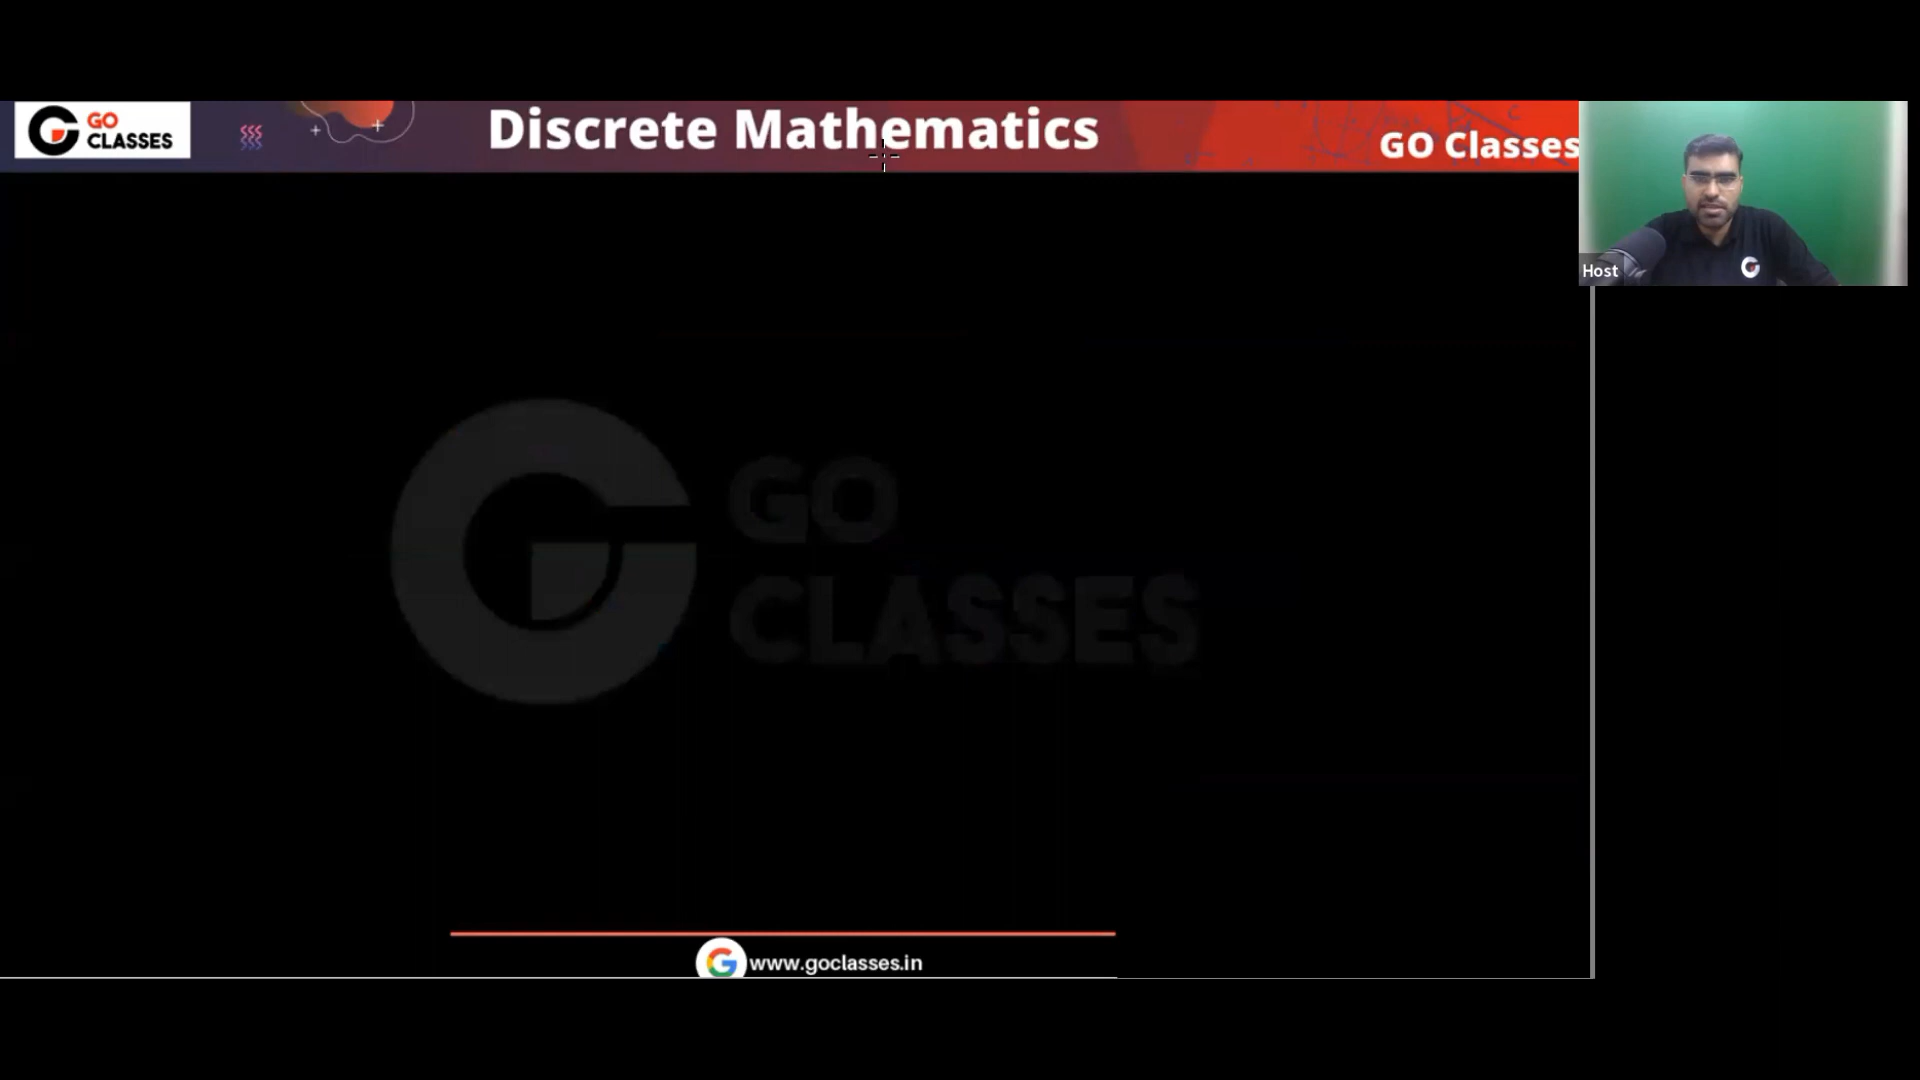 GO
CLASSES
Discrete Mathematics
GO Classes
Host
GO
CLASSES
www.goclasses.in